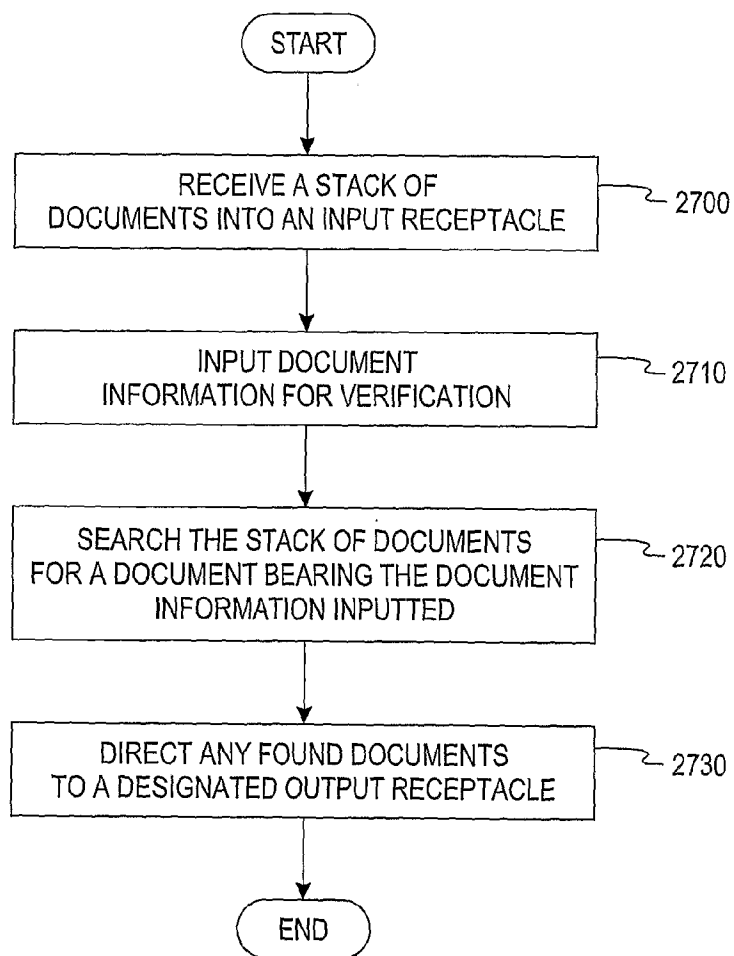 START
RECEIVE A STACK OF
DOCUMENTS INTO AN INPUT RECEPTACLE
2700
INPUT DOCUMENT
INFORMATION FOR VERIFICATION
2710
SEARCH THE STACK OF DOCUMENTS
FOR A DOCUMENT BEARING THE DOCUMENT
INFORMATION INPUTTED
2720
DIRECT ANY FOUND DOCUMENTS
TO A DESIGNATED OUTPUT RECEPTACLE
2730
END